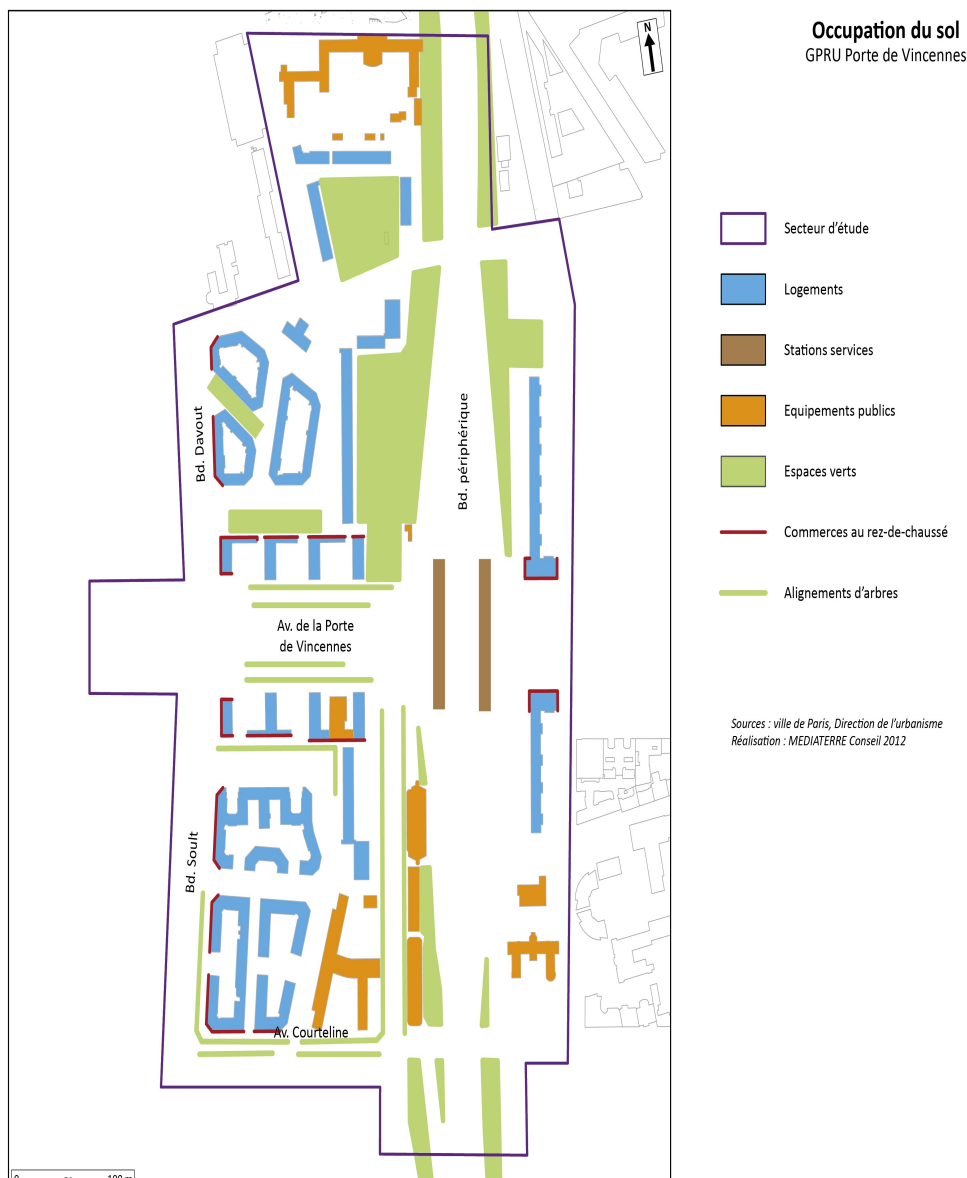 Occupation du sol
GPRU Porte de Vincennes
N
Secteur d'étude
Logements
Stations services
Equipements publics
Espaces verts
Commerces au rez-de-chaussé
Alignements d'arbres
Bd. Davout
Bd. périphérique
Av. de la Porte
de Vincennes
Sources : ville de Paris, Direction de l'urbanisme
Réalisation : MEDIATERRE Conseil 2012
Bd. Soult
Av. Courteline